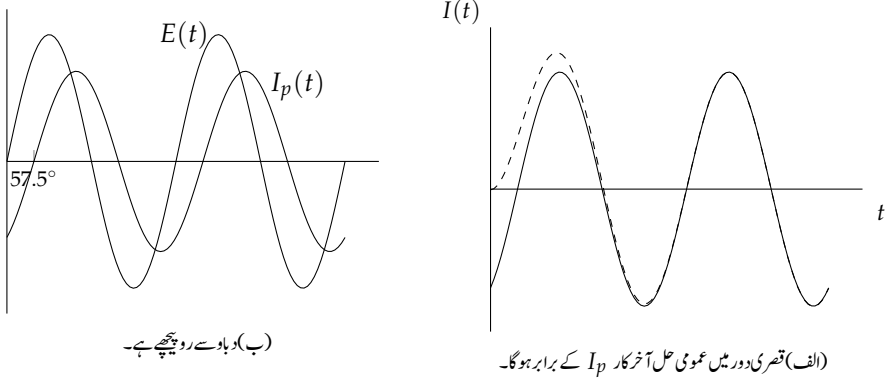 I(t)
t
(الف) قصری دور میں عمومی حل آخر کار I_p کے برابر ہو گا۔
E(t)
I_p(t)
57.5°
(ب) دباو سے رو پیچھے ہے۔